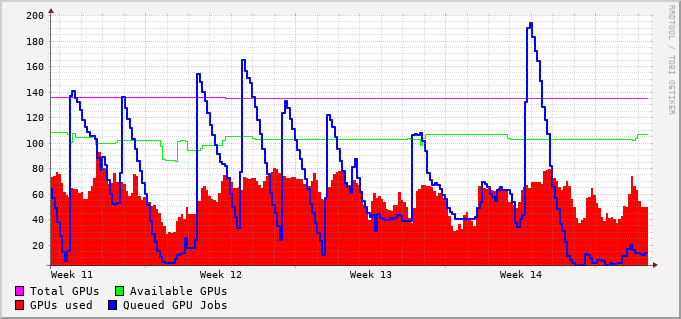 RRDTOOL / TOBI OETIKER
200
180
160
140
120
100
80
60
40
20
Week 11 Week 12 Week 13 Week 14
Total GPUs Available GPUs
GPUs used Queued GPU Jobs